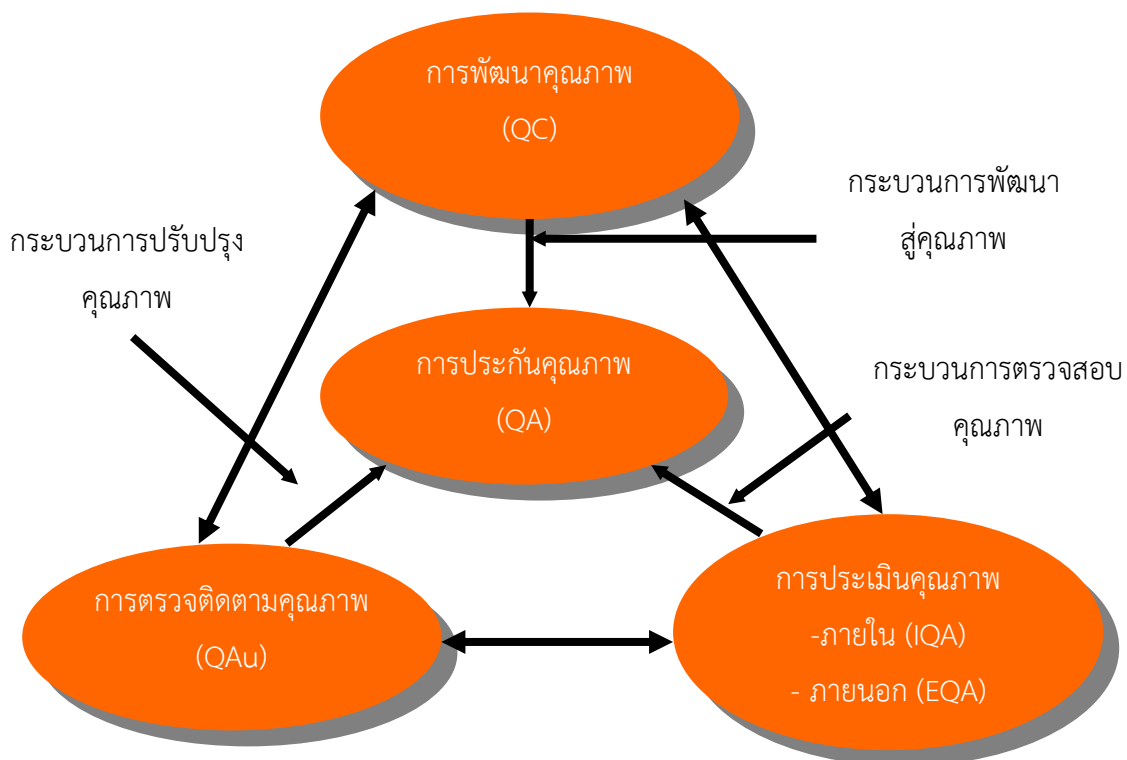 การพัฒนาคุณภาพ
(QC)
กระบวนการพัฒนา
สู่คุณภาพ
กระบวนการปรับปรุง
คุณภาพ
การประกันคุณภาพ
(QA)
กระบวนการตรวจสอบ
คุณภาพ
การตรวจติดตามคุณภาพ
(QAu)
การประเมินคุณภาพ
-ภายใน (IQA)
- ภายนอก (EQA)